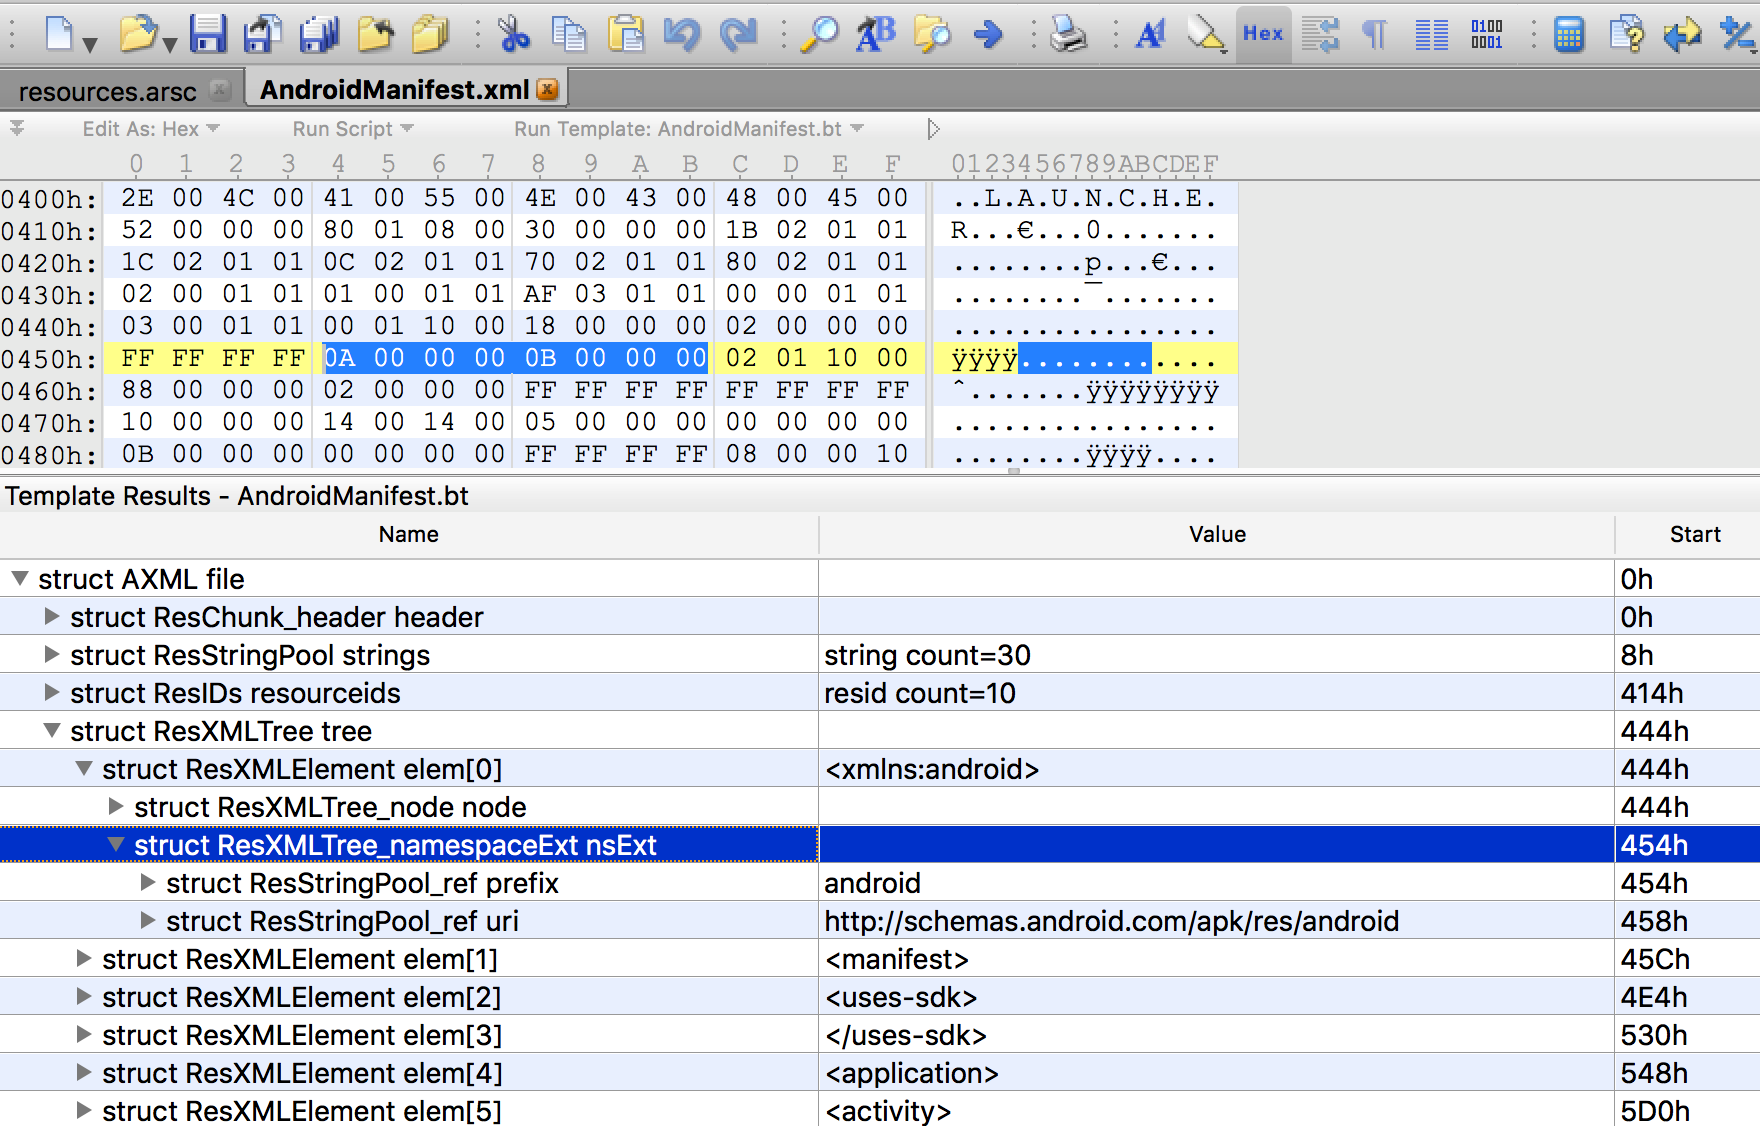 A B A Hex 0100
0001
resources.arsc AndroidManifest.xml
Edit As: Hex Run Script Run Template: AndroidManifest.bt
0 1 2 3 4 5 6 7 8 9 A B C D E F 0123456789ABCDEF
0400h: 2E 00 4C 00 41 00 55 00 4E 00 43 00 48 00 45 00 ..L.A.U.N.C.H.E.
0410h: 52 00 00 00 80 01 08 00 30 00 00 00 1B 02 01 01 R...€...0.......
0420h: 1C 02 01 01 0C 02 01 01 70 02 01 01 80 02 01 01 ........p...€...
0430h: 02 00 01 01 01 00 01 01 AF 03 01 01 00 00 01 01 ........¯.......
0440h: 03 00 01 01 00 01 10 00 18 00 00 00 02 00 00 00 ................
0450h: FF FF FF FF 0A 00 00 00 0B 00 00 00 02 01 10 00 ÿÿÿÿ............
0460h: 88 00 00 00 02 00 00 00 FF FF FF FF FF FF FF FF ˆ.......ÿÿÿÿÿÿÿÿ
0470h: 10 00 00 00 14 00 14 00 05 00 00 00 00 00 00 00 ................
0480h: 0B 00 00 00 00 00 00 00 FF FF FF FF 08 00 00 10 ........ÿÿÿÿ....
Template Results - AndroidManifest.bt
Name Value Start
struct AXML file 0h
struct ResChunk_header header 0h
struct ResStringPool strings string count=30 8h
struct ResIDs resourceids resid count=10 414h
struct ResXMLTree tree 444h
struct ResXMLElement elem[0] <xmlns:android> 444h
struct ResXMLTree_node node 444h
struct ResXMLTree_namespaceExt nsExt 454h
struct ResStringPool_ref prefix android 454h
struct ResStringPool_ref uri http://schemas.android.com/apk/res/android 458h
struct ResXMLElement elem[1] <manifest> 45Ch
struct ResXMLElement elem[2] <uses-sdk> 4E4h
struct ResXMLElement elem[3] </uses-sdk> 530h
struct ResXMLElement elem[4] <application> 548h
struct ResXMLElement elem[5] <activity> 5D0h